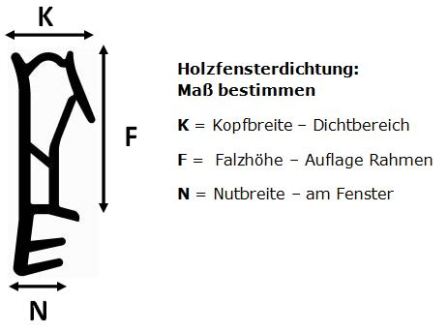 K
Holzfensterdichtung:
Maß bestimmen
K = Kopfbreite – Dichtbereich
F
F = Falzhöhe – Auflage Rahmen
N = Nutbreite – am Fenster
N